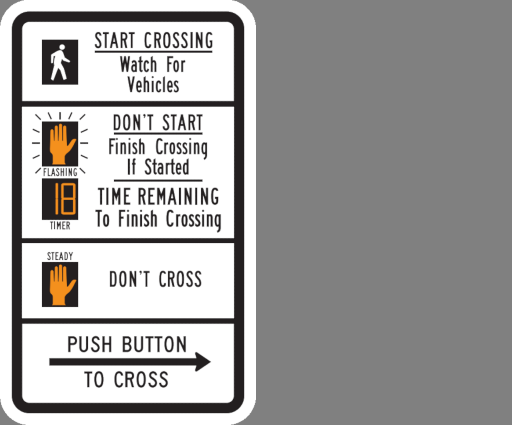 START CROSSING
Watch For
Vehicles
DON'T START
Finish Crossing
If Started
FLASHING
18
TIMER
TIME REMAINING
To Finish Crossing
STEADY
DON'T CROSS
PUSH BUTTON
TO CROSS